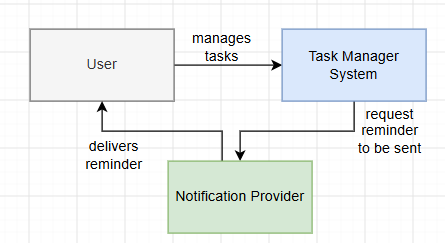 manages
tasks
User
Task Manager
System
request
reminder
to be sent
delivers
reminder
Notification Provider